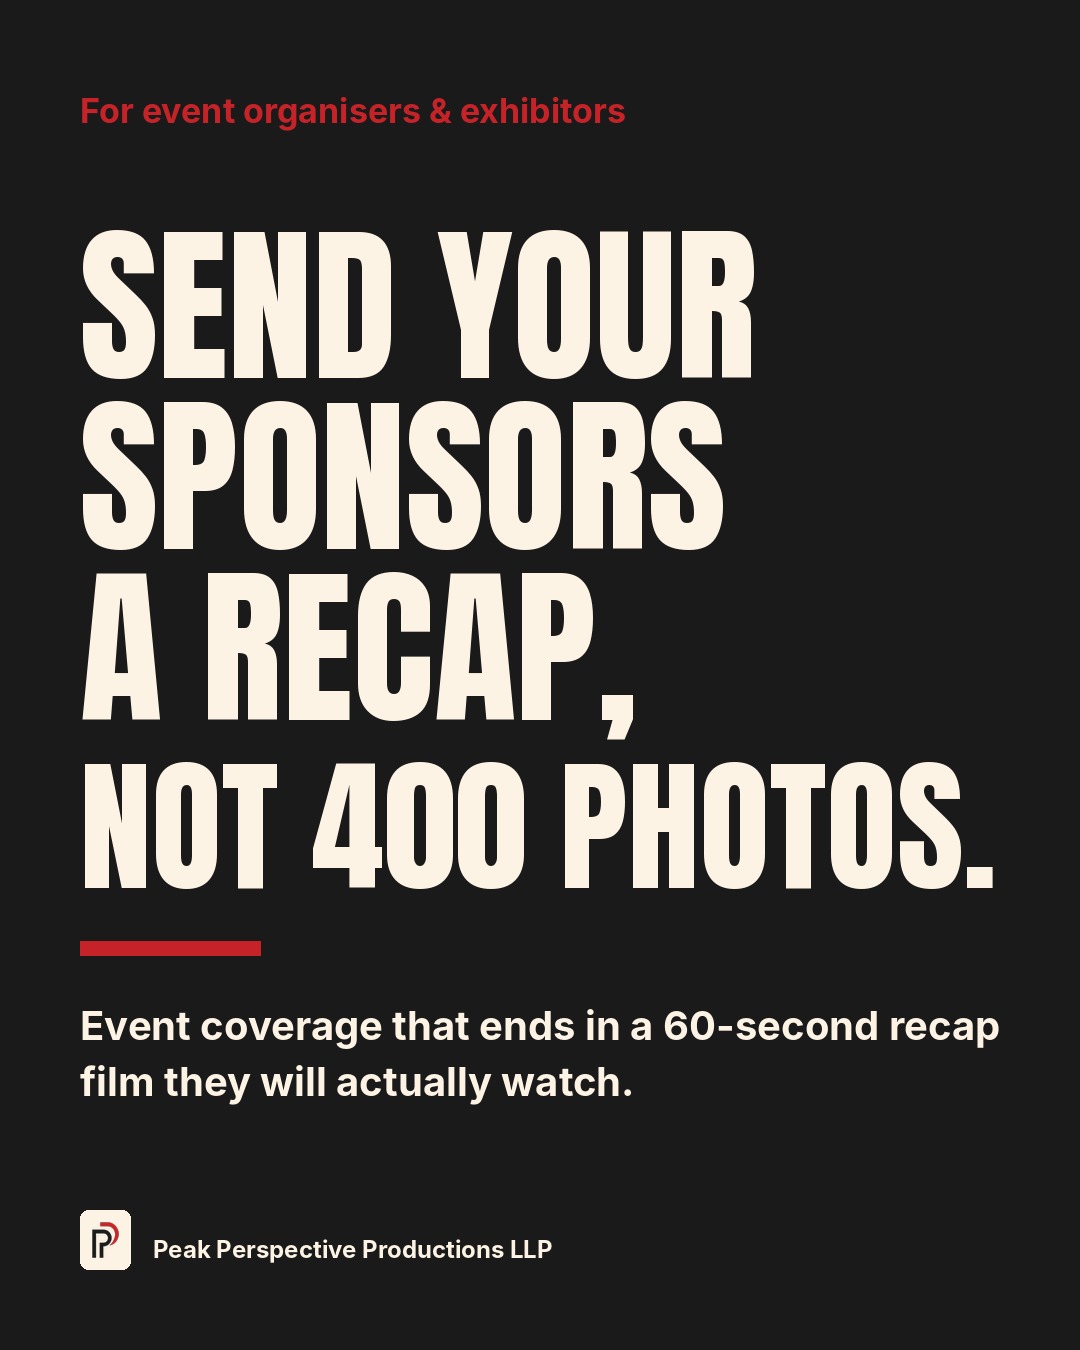 For event organisers & exhibitors
SEND YOUR
SPONSORS
A RECAP,
NOT 400 PHOTOS.
Event coverage that ends in a 60-second recap
film they will actually watch.
Peak Perspective Productions LLP